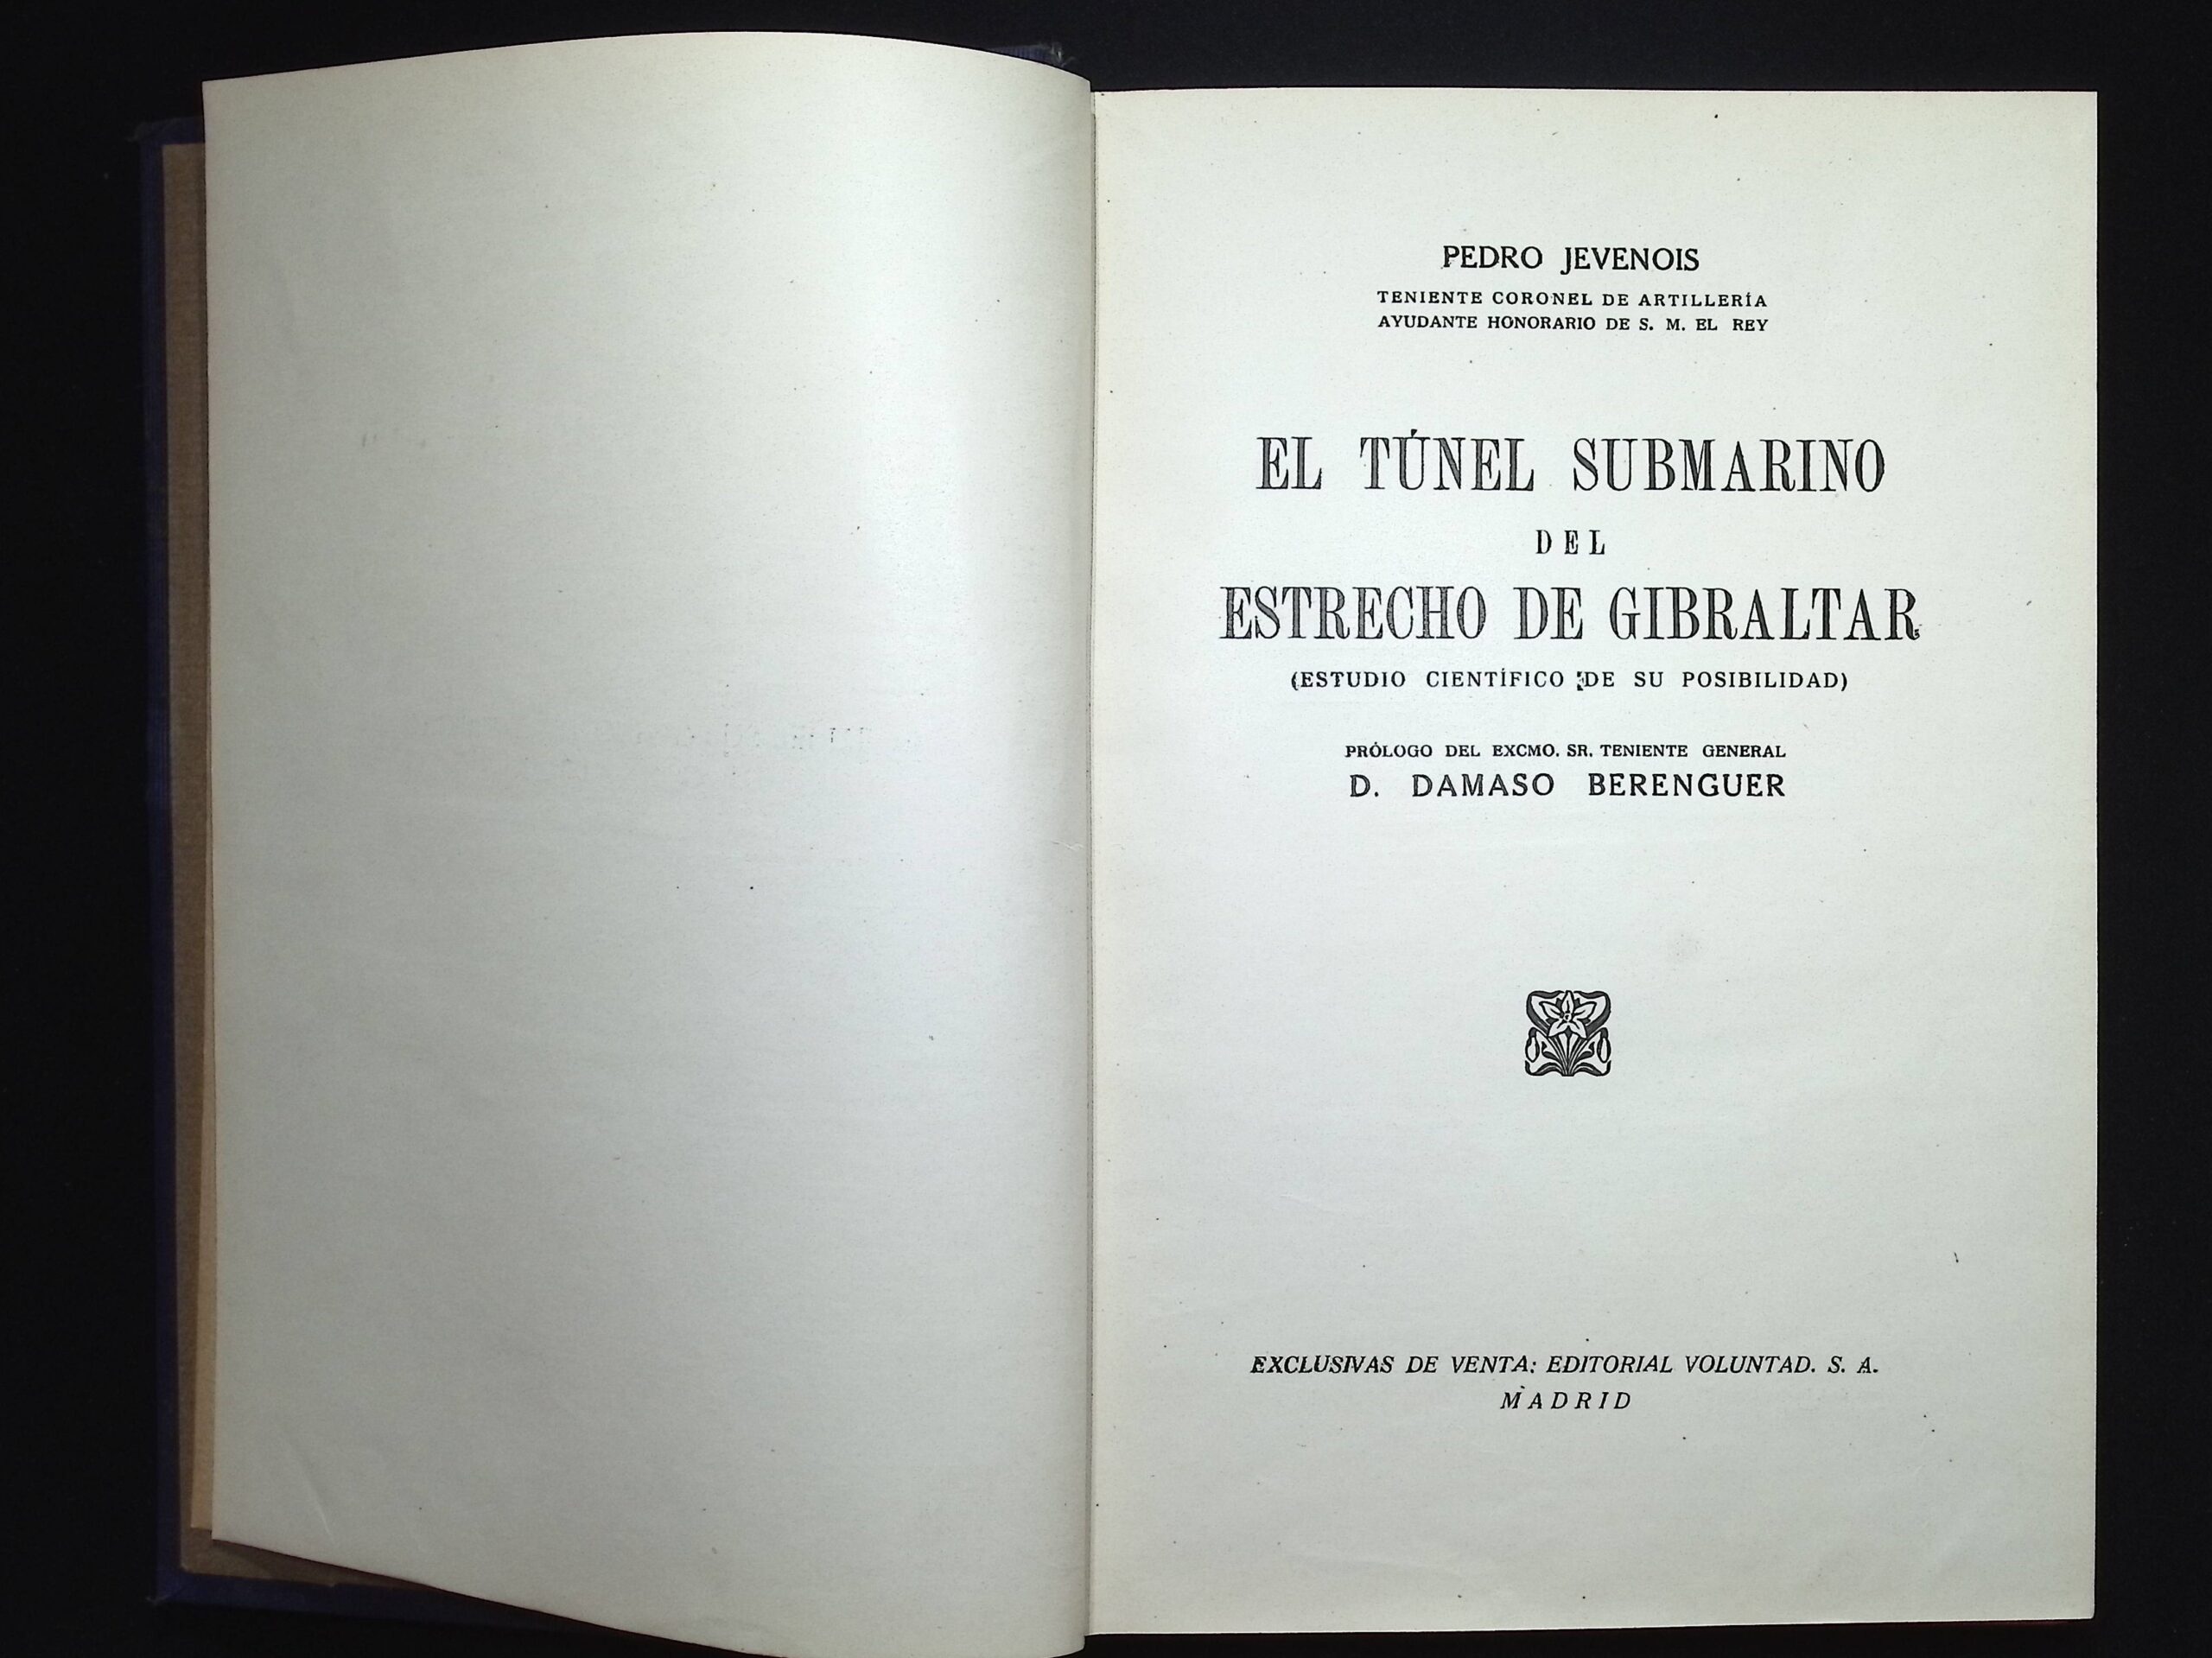 PEDRO JEVENOIS
TENIENTE CORONEL DE ARTILLERÍA
AYUDANTE HONORARIO DE S. M. EL REY
EL TÚNEL SUBMARINO
DEL
ESTRECHO DE GIBRALTAR
(ESTUDIO CIENTÍFICO DE SU POSIBILIDAD)
PRÓLOGO DEL EXCMO. SR. TENIENTE GENERAL
D. DAMASO BERENGUER
EXCLUSIVAS DE VENTA: EDITORIAL VOLUNTAD. S. A.
MADRID